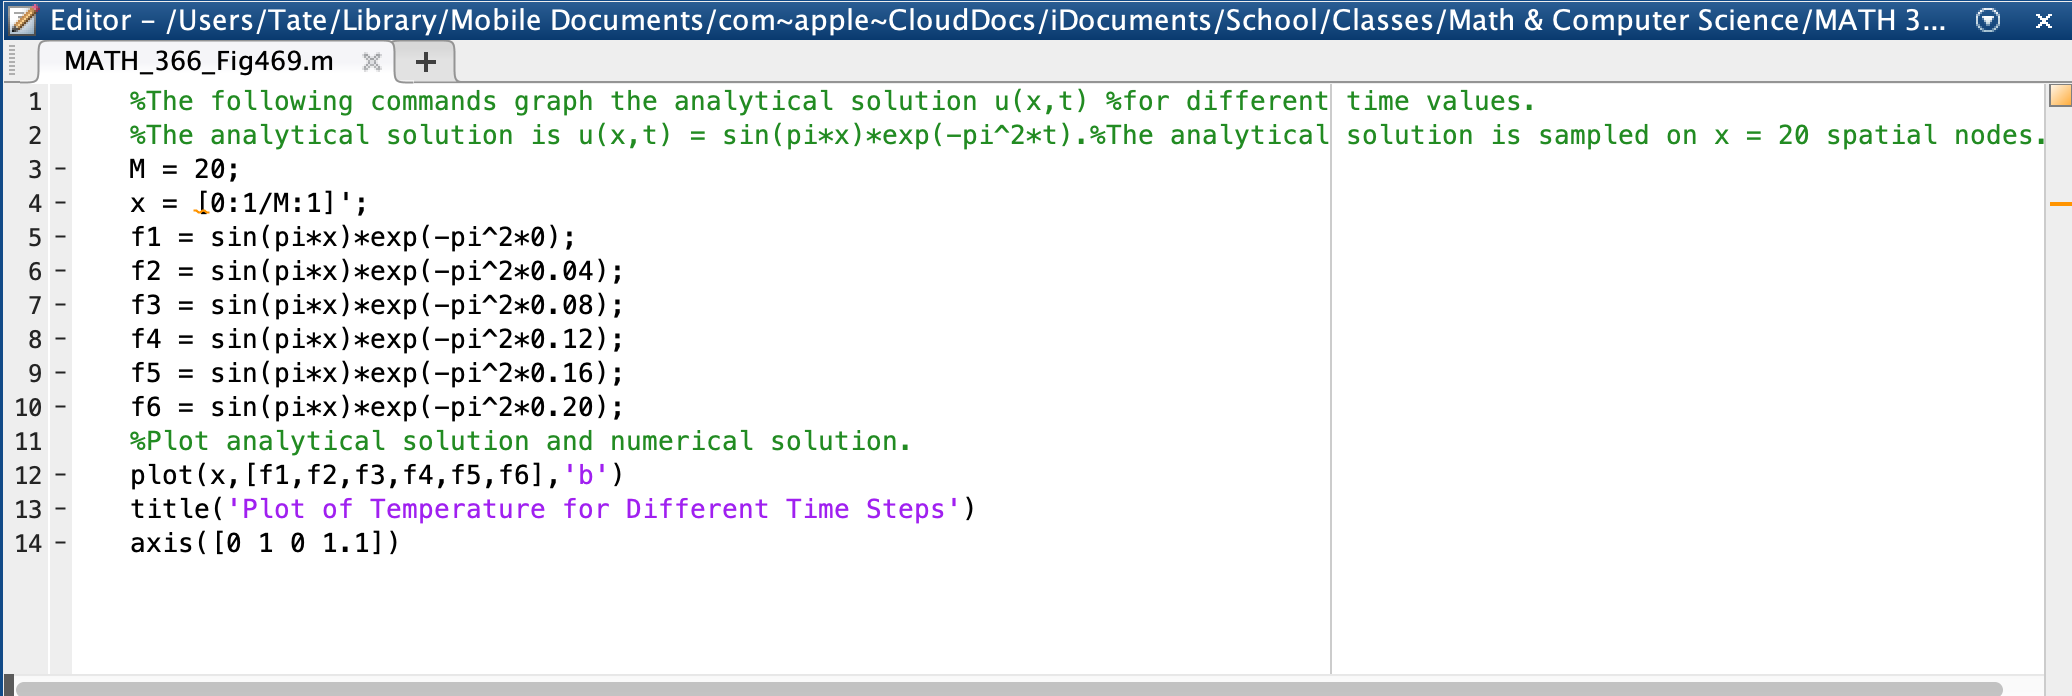 Editor – /Users/Tate/Library/Mobile Documents/com~apple~CloudDocs/iDocuments/School/Classes/Math & Computer Science/MATH 3...
MATH_366_Fig469.m
1 %The following commands graph the analytical solution u(x,t) %for different time values.
2 %The analytical solution is u(x,t) = sin(pi*x)*exp(-pi^2*t).%The analytical solution is sampled on x = 20 spatial nodes.
3 - M = 20;
4 - x = [0:1/M:1]';
5 - f1 = sin(pi*x)*exp(-pi^2*0);
6 - f2 = sin(pi*x)*exp(-pi^2*0.04);
7 - f3 = sin(pi*x)*exp(-pi^2*0.08);
8 - f4 = sin(pi*x)*exp(-pi^2*0.12);
9 - f5 = sin(pi*x)*exp(-pi^2*0.16);
10 - f6 = sin(pi*x)*exp(-pi^2*0.20);
11 %Plot analytical solution and numerical solution.
12 - plot(x,[f1,f2,f3,f4,f5,f6],'b')
13 - title('Plot of Temperature for Different Time Steps')
14 - axis([0 1 0 1.1])